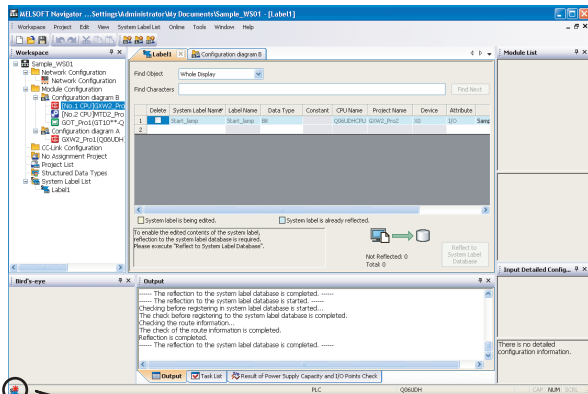 MELSOFT Navigator ...Settings\Administrator\My Documents\Sample_WS01 - [Label1]
Workspace Project Edit View System Label List Online Tools Window Help
Workspace
Label1
Configuration diagram B
Module List
Sample_WS01
Network Configuration
Network Configuration
Module Configuration
Configuration diagram B
[No.1 CPU]GXW2_Pro
[No.2 CPU]MTD2_Pro
GOT_Pro1(GT10**-Q
Configuration diagram A
GXW2_Pro1(Q06UDH
CC-Link Configuration
No Assignment Project
Project List
Structured Data Types
System Label List
Label1
Find Object Whole Display
Find Characters Find Next
Delete System Label Name Label Name Data Type Constant CPU Name Project Name Device Attribute
1 Start_lamp Start_lamp Bit Q06UDHCPU GXW2_Pro2 X0 I/O Samp
2
System label is being edited. System label is already reflected.
To enable the edited contents of the system label,
reflection to the system label database is required.
Please execute "Reflect to System Label Database".
Not Reflected: 0
Total: 0
Reflect to
System Label
Database
Input Detailed Config...
There is no detailed
configuration information.
Bird's-eye
Output
------ The reflection to the system label database is completed. ------
------ The reflection to the system label database is started. ------
Checking before registering in system label database is started...
The check before registering to the system label database is completed.
Checking the route information...
The check of the route information is completed.
Reflection is completed.
------ The reflection to the system label database is completed. ------
Output Task List Result of Power Supply Capacity and I/O Points Check
PLC Q06UDH CAP NUM SCRL